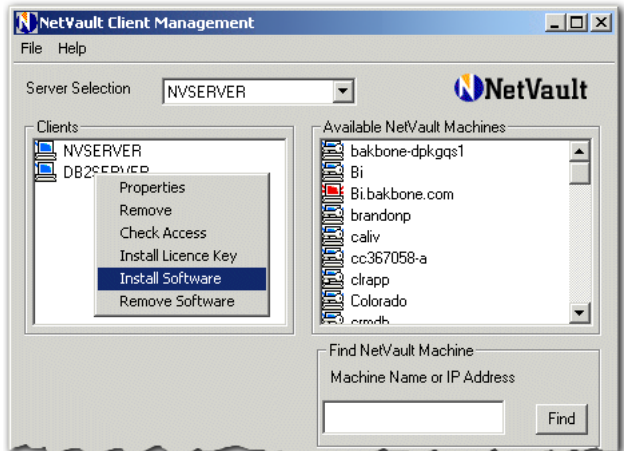 NetVault Client Management
File Help
Server Selection
NVSERVER
NetVault
Clients
NVSERVER
DB2SERVER
Properties
Remove
Check Access
Install Licence Key
Install Software
Remove Software
Available NetVault Machines
bakbone-dpkgqs1
Bi
Bi.bakbone.com
brandonp
caliv
cc367058-a
clrapp
Colorado
crmdb
Find NetVault Machine
Machine Name or IP Address
Find